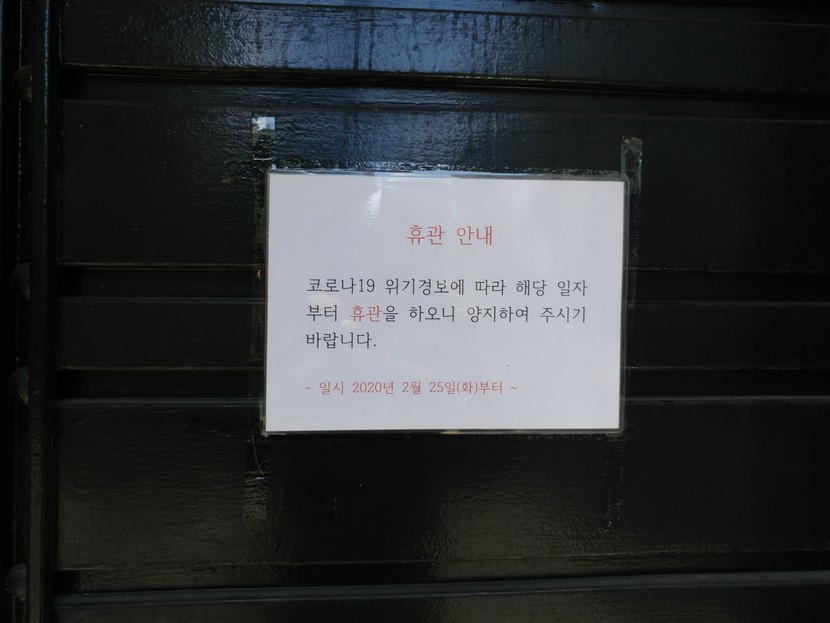 휴관 안내
코로나19 위기경보에 따라 해당 일자
부터 휴관을 하오니 양지하여 주시기
바랍니다.
- 일시 2020년 2월 25일(화)부터 ~